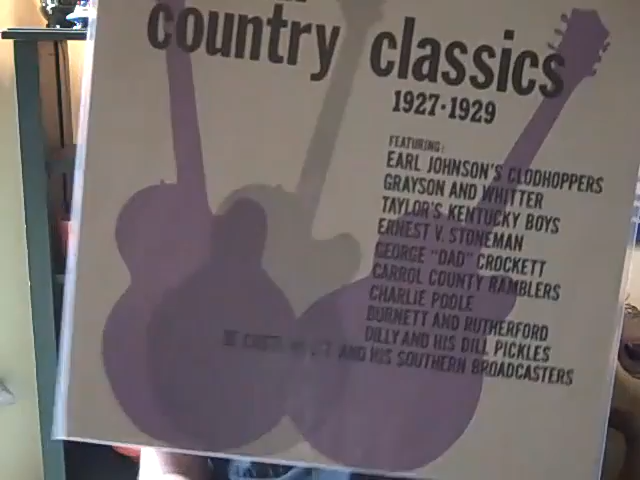 country classics
1927-1929
FEATURING:
EARL JOHNSON'S CLODHOPPERS
GRAYSON AND WHITTER
TAYLOR'S KENTUCKY BOYS
ERNEST V. STONEMAN
GEORGE "DAD" CROCKETT
CARROL COUNTY RAMBLERS
CHARLIE POOLE
BURNETT AND RUTHERFORD
DILLY AND HIS DILL PICKLES
AND HIS SOUTHERN BROADCASTERS